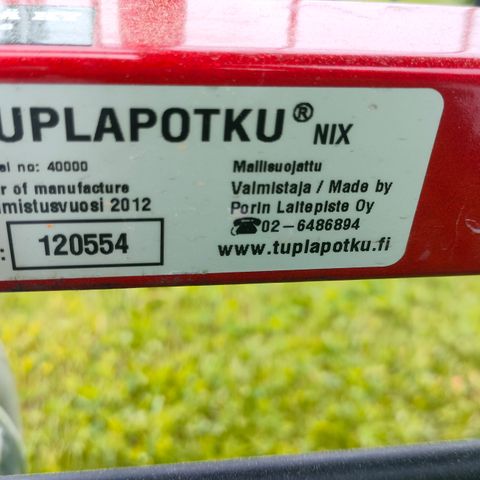 UPLAPOTKU® NIX
el no: 40000
r of manufacture
mistusvuosi 2012
: 120554
Mallisuojattu
Valmistaja / Made by
Porin Laitepiste Oy
☎02-6486894
www.tuplapotku.fi